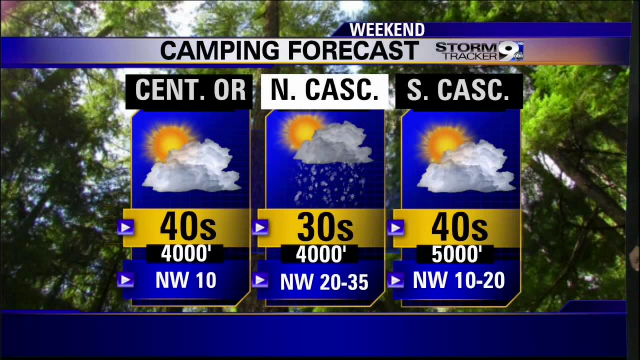 WEEKEND
CAMPING FORECAST STORM TRACKER 9
CENT. OR N. CASC. S. CASC.
40s 30s 40s
4000' 4000' 5000'
NW 10 NW 20-35 NW 10-20